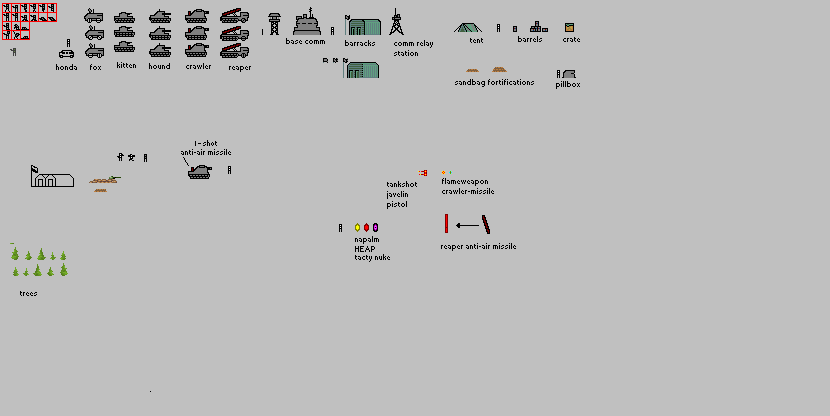 honda
fox
kitten
hound
crawler
reaper
base comm
barracks
comm relay
station
tent
barrels
crate
sandbag fortifications
pillbox
1-shot
anti-air missile
tankshot
javelin
pistol
flameweapon
crawler-missile
napalm
HEAP
tacty nuke
reaper anti-air missile
trees